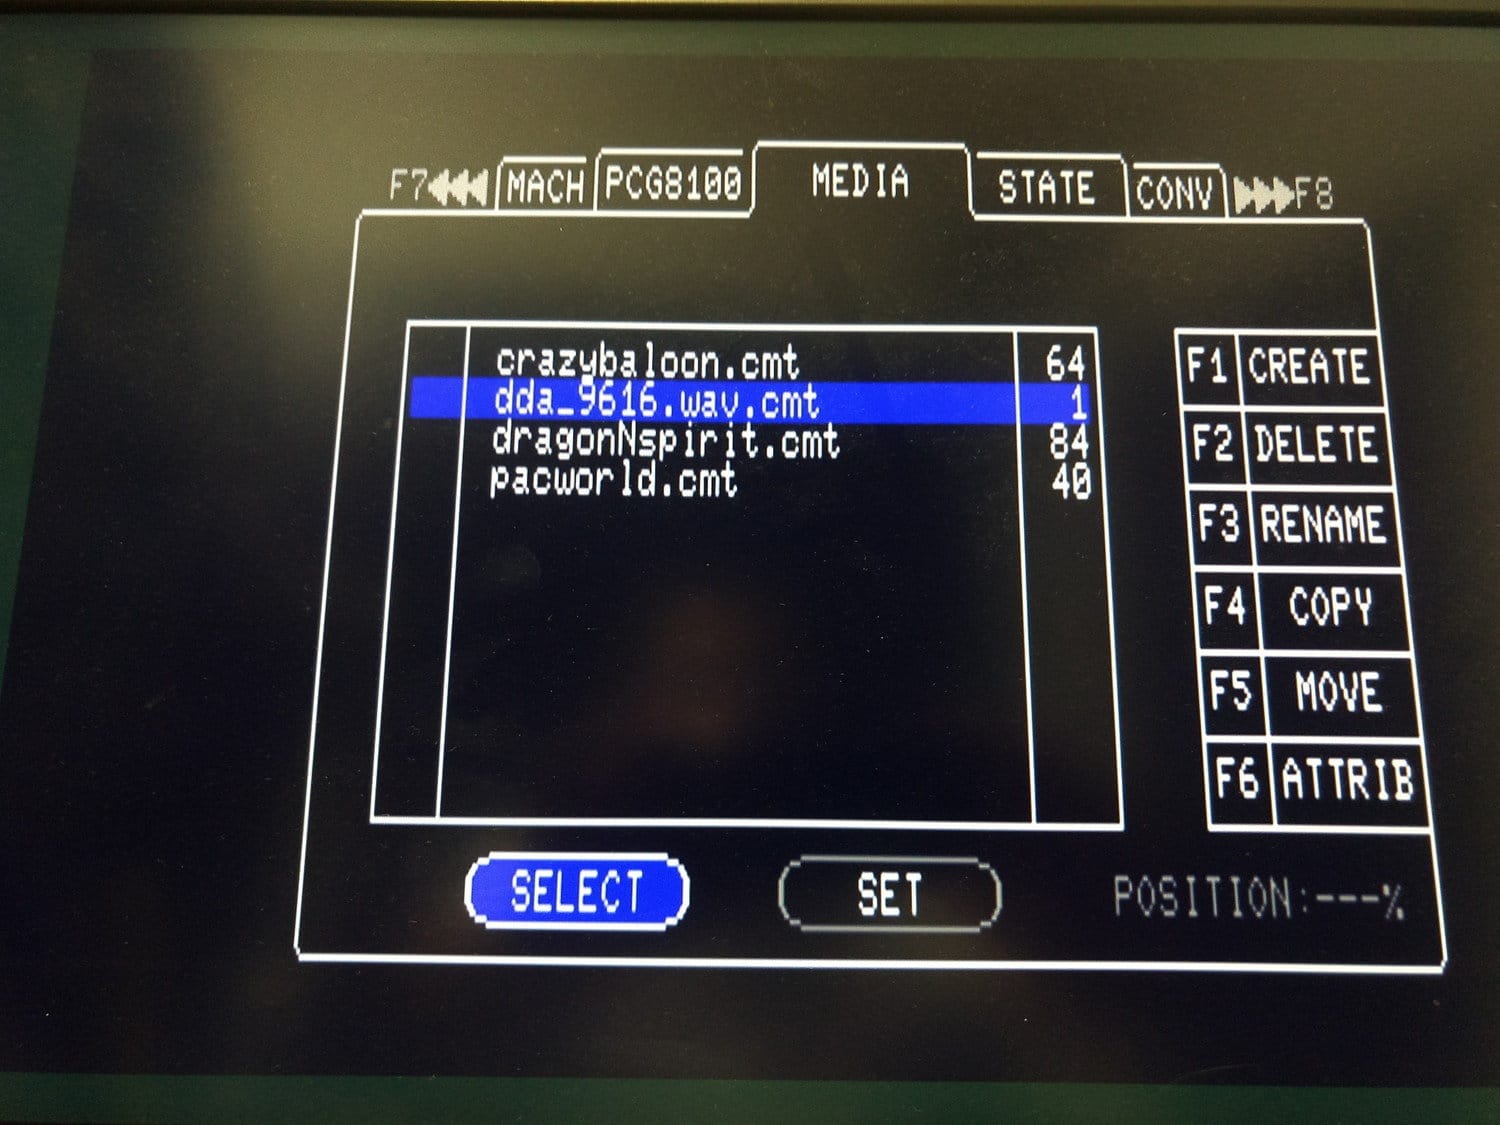 F7 MACH PCG8100 MEDIA STATE CONV F8
crazybaloon.cmt 64
dda_9616.wav.cmt 1
dragonNspirit.cmt 84
pacworld.cmt 40
F1 CREATE
F2 DELETE
F3 RENAME
F4 COPY
F5 MOVE
F6 ATTRIB
SELECT SET POSITION:---%